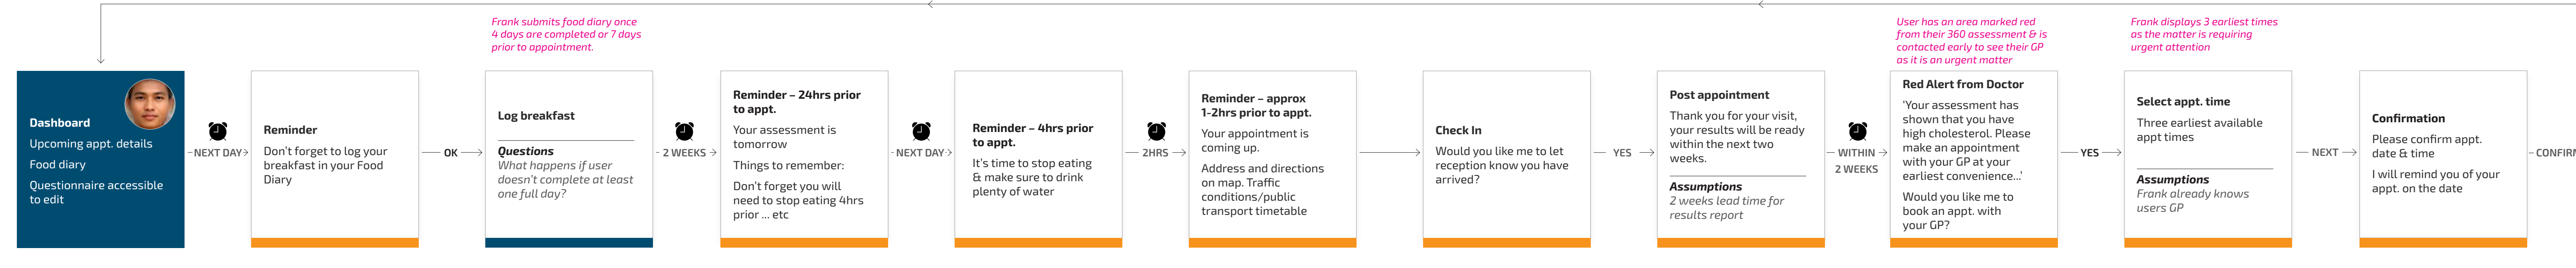 Frank submits food diary once
4 days are completed or 7 days
prior to appointment.
User has an area marked red
from their 360 assessment & is
contacted early to see their GP
as it is an urgent matter
Frank displays 3 earliest times
as the matter is requiring
urgent attention
Dashboard
Upcoming appt. details
Food diary
Questionnaire accessible
to edit
NEXT DAY
Reminder
Don't forget to log your
breakfast in your Food
Diary
OK
Log breakfast
Questions
What happens if user
doesn't complete at least
one full day?
2 WEEKS
Reminder – 24hrs prior
to appt.
Your assessment is
tomorrow
Things to remember:
Don't forget you will
need to stop eating 4hrs
prior ... etc
NEXT DAY
Reminder – 4hrs prior
to appt.
It's time to stop eating
& make sure to drink
plenty of water
2HRS
Reminder – approx
1-2hrs prior to appt.
Your appointment is
coming up.
Address and directions
on map. Traffic
conditions/public
transport timetable
Check In
Would you like me to let
reception know you have
arrived?
YES
Post appointment
Thank you for your visit,
your results will be ready
within the next two
weeks.
Assumptions
2 weeks lead time for
results report
WITHIN
2 WEEKS
Red Alert from Doctor
'Your assessment has
shown that you have
high cholesterol. Please
make an appointment
with your GP at your
earliest convenience...'
Would you like me to
book an appt. with
your GP?
YES
Select appt. time
Three earliest available
appt times
Assumptions
Frank already knows
users GP
NEXT
Confirmation
Please confirm appt.
date & time
I will remind you of your
appt. on the date